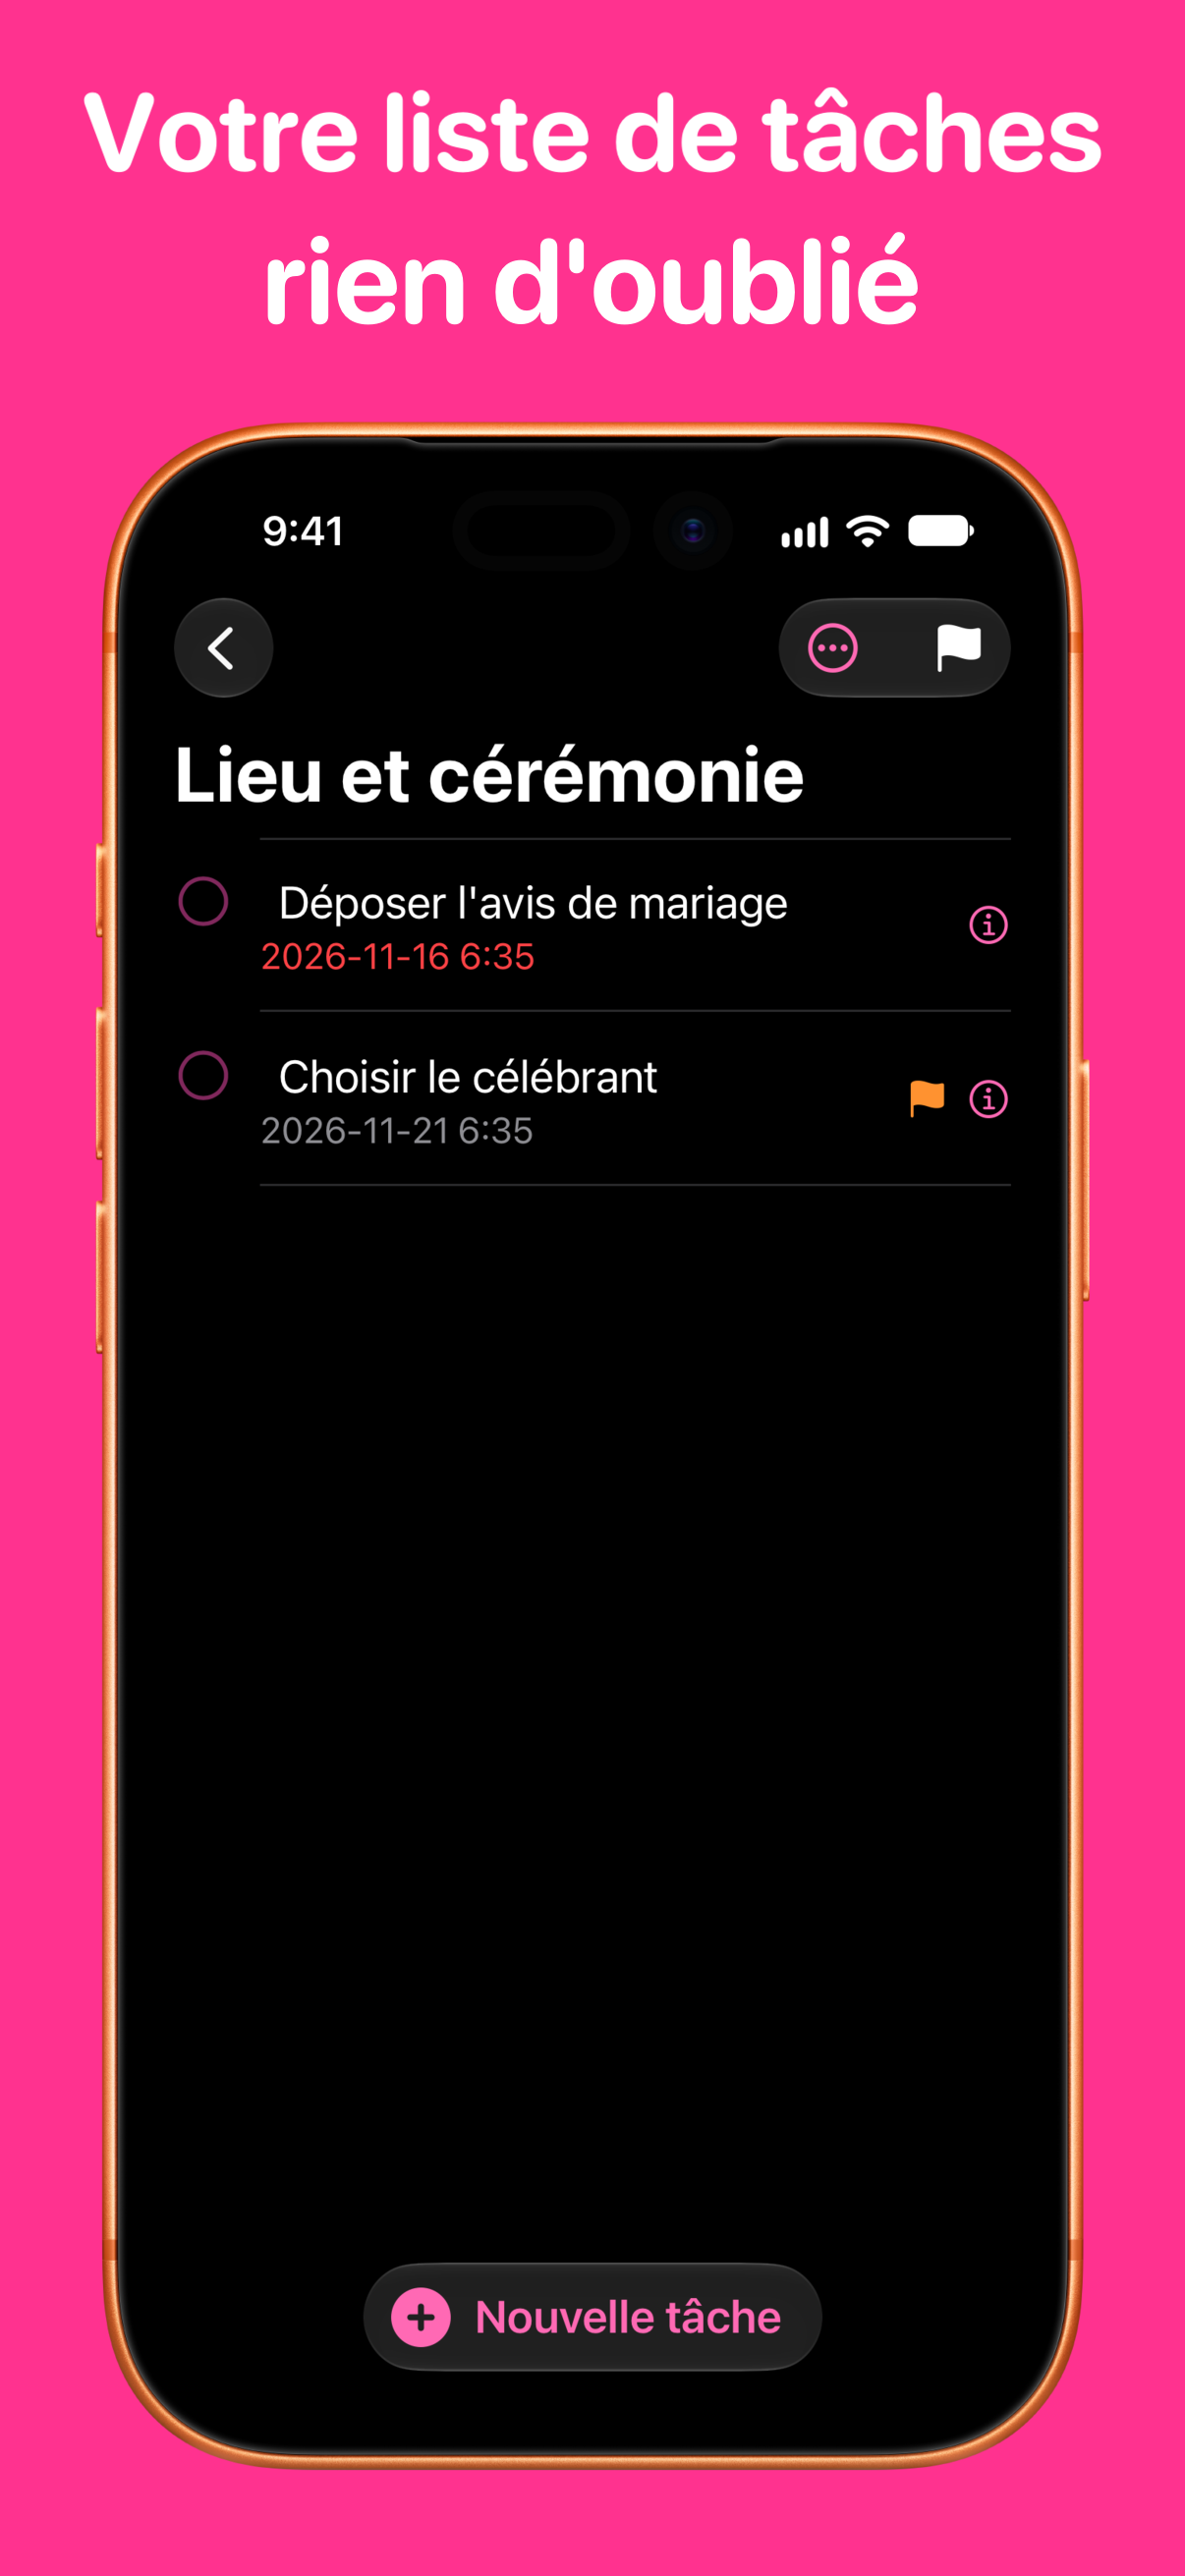 Votre liste de tâches
rien d'oublié
9:41
Lieu et cérémonie
Déposer l'avis de mariage
2026-11-16 6:35
Choisir le célébrant
2026-11-21 6:35
Nouvelle tâche